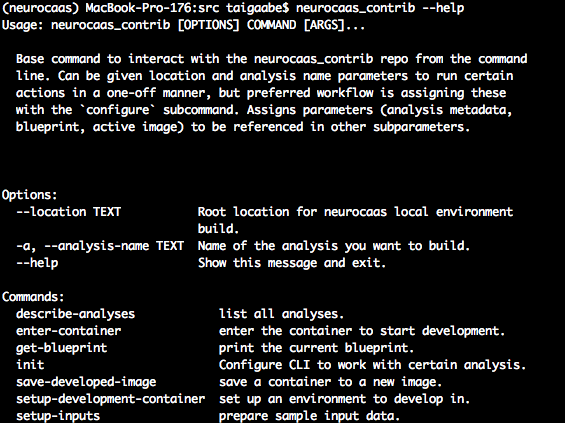 (neurocaas) MacBook-Pro-176:src taigaabe$ neurocaas_contrib --help
Usage: neurocaas_contrib [OPTIONS] COMMAND [ARGS]...
Base command to interact with the neurocaas_contrib repo from the command
line. Can be given location and analysis name parameters to run certain
actions in a one-off manner, but preferred workflow is assigning these
with the `configure` subcommand. Assigns parameters (analysis metadata,
blueprint, active image) to be referenced in other subparameters.
Options:
--location TEXT Root location for neurocaas local environment
build.
-a, --analysis-name TEXT Name of the analysis you want to build.
--help Show this message and exit.
Commands:
describe-analyses list all analyses.
enter-container enter the container to start development.
get-blueprint print the current blueprint.
init Configure CLI to work with certain analysis.
save-developed-image save a container to a new image.
setup-development-container set up an environment to develop in.
setup-inputs prepare sample input data.